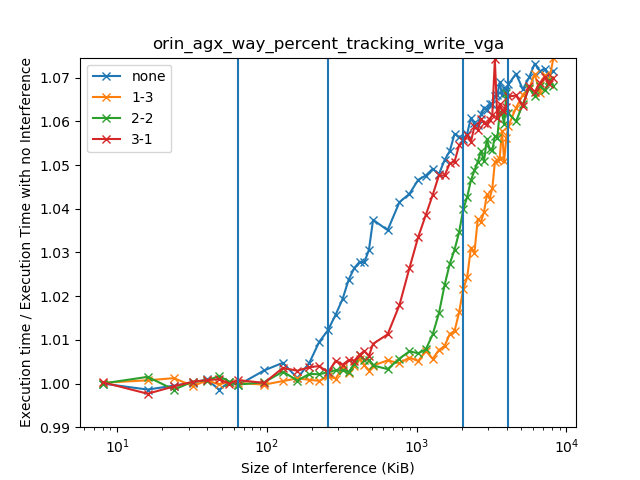 orin_agx_way_percent_tracking_write_vga
Execution time / Execution Time with no Interference
1.07
1.06
1.05
1.04
1.03
1.02
1.01
1.00
0.99
none
1-3
2-2
3-1
10¹ 10² 10³ 10⁴
Size of Interference (KiB)